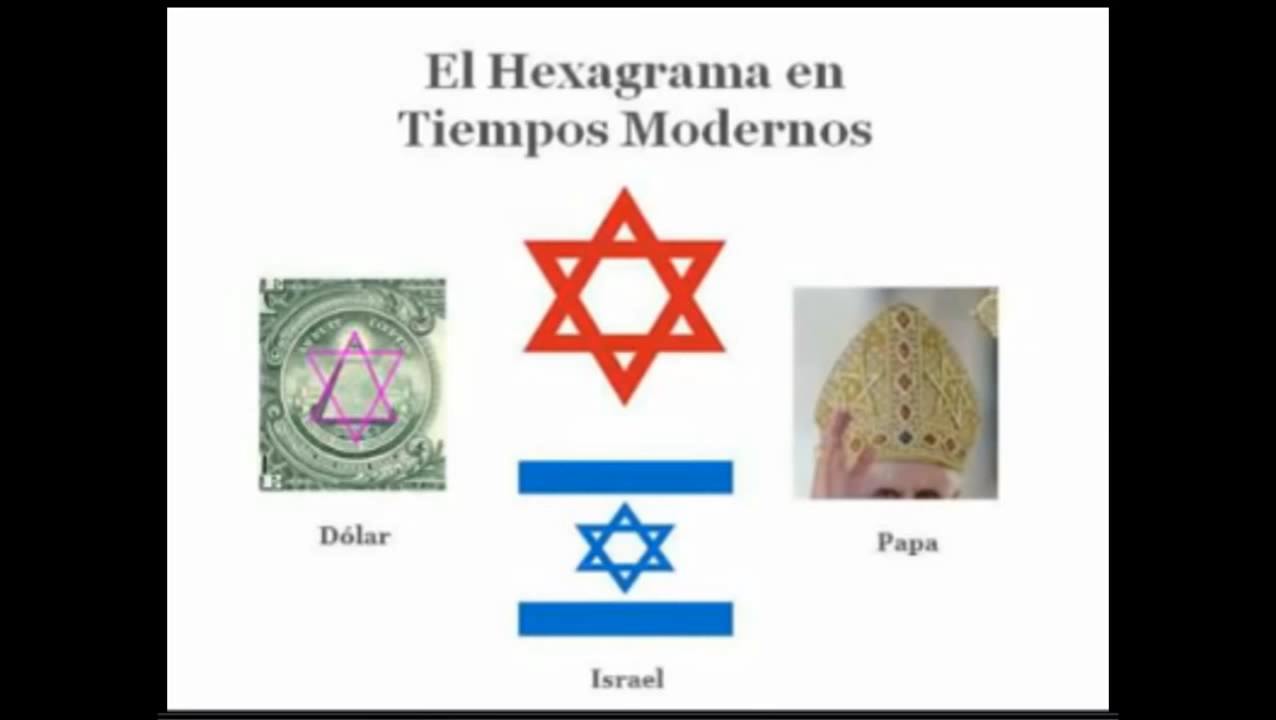 El Hexagrama en
Tiempos Modernos
Dólar
Papa
Israel